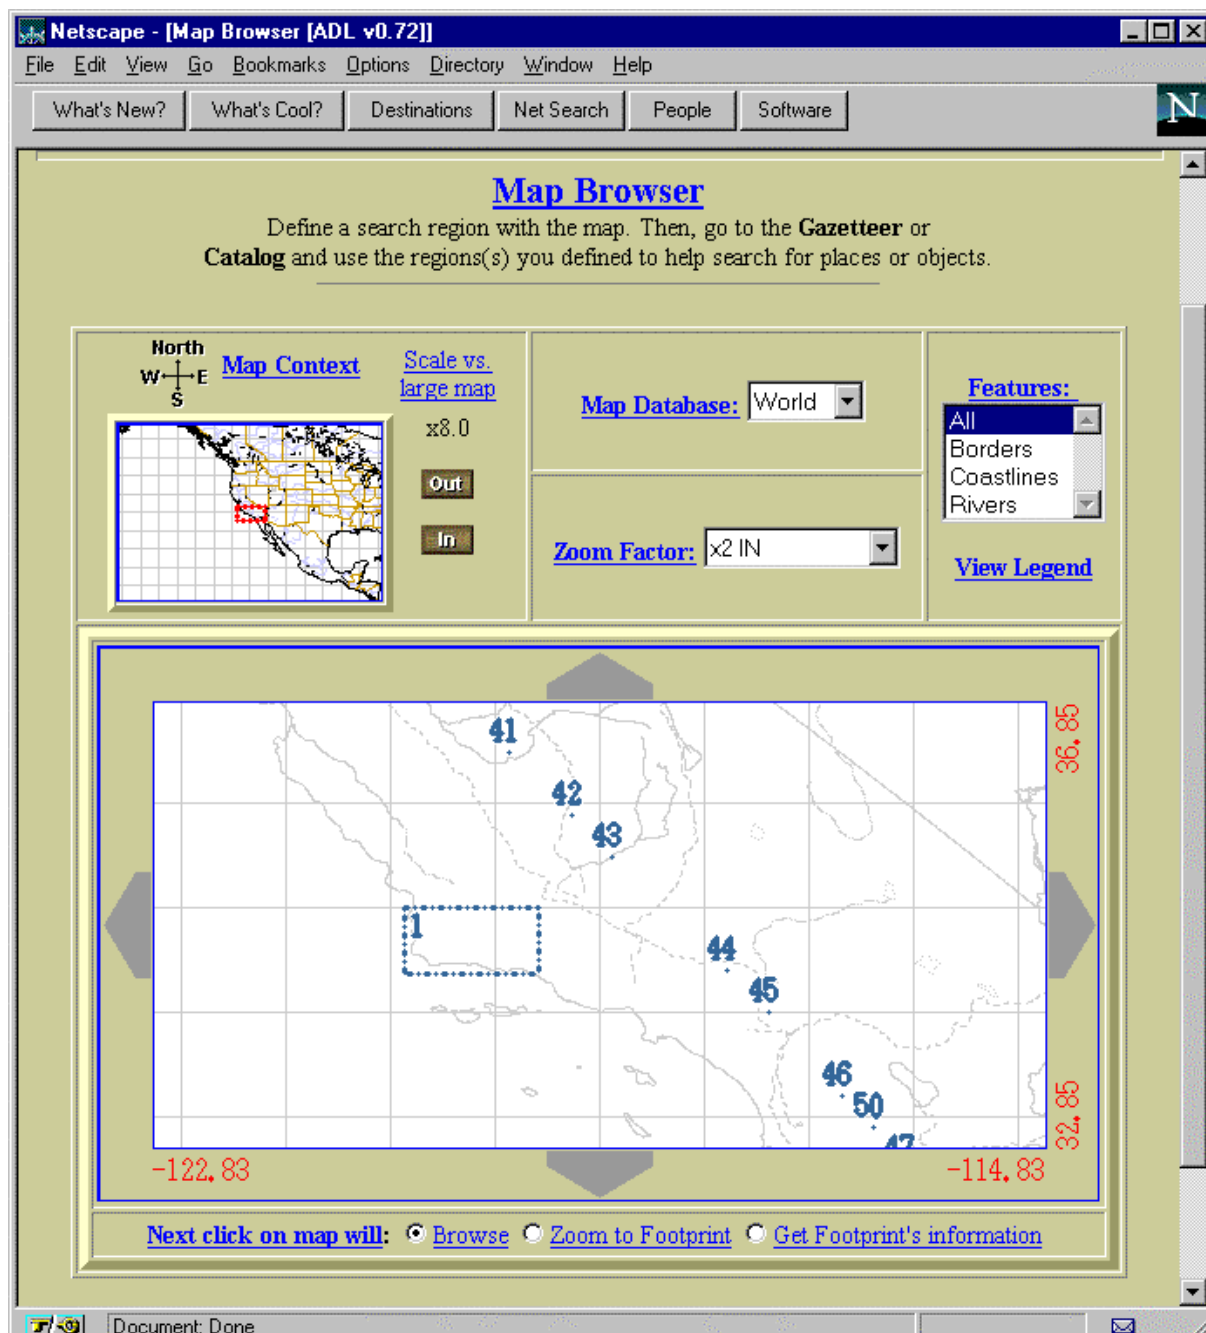 Netscape - [Map Browser [ADL v0.72]]
File Edit View Go Bookmarks Options Directory Window Help
What's New? What's Cool? Destinations Net Search People Software
N
Map Browser
Define a search region with the map. Then, go to the Gazetteer or
Catalog and use the regions(s) you defined to help search for places or objects.
North
W E
S
Map Context
Scale vs.
large map
x8.0
Out
In
Map Database: World
Zoom Factor: x2 IN
Features:
All
Borders
Coastlines
Rivers
View Legend
41
42
43
1
44
45
46
50
47
36.85
32.85
-122.83 -114.83
Next click on map will: Browse Zoom to Footprint Get Footprint's information
Document: Done